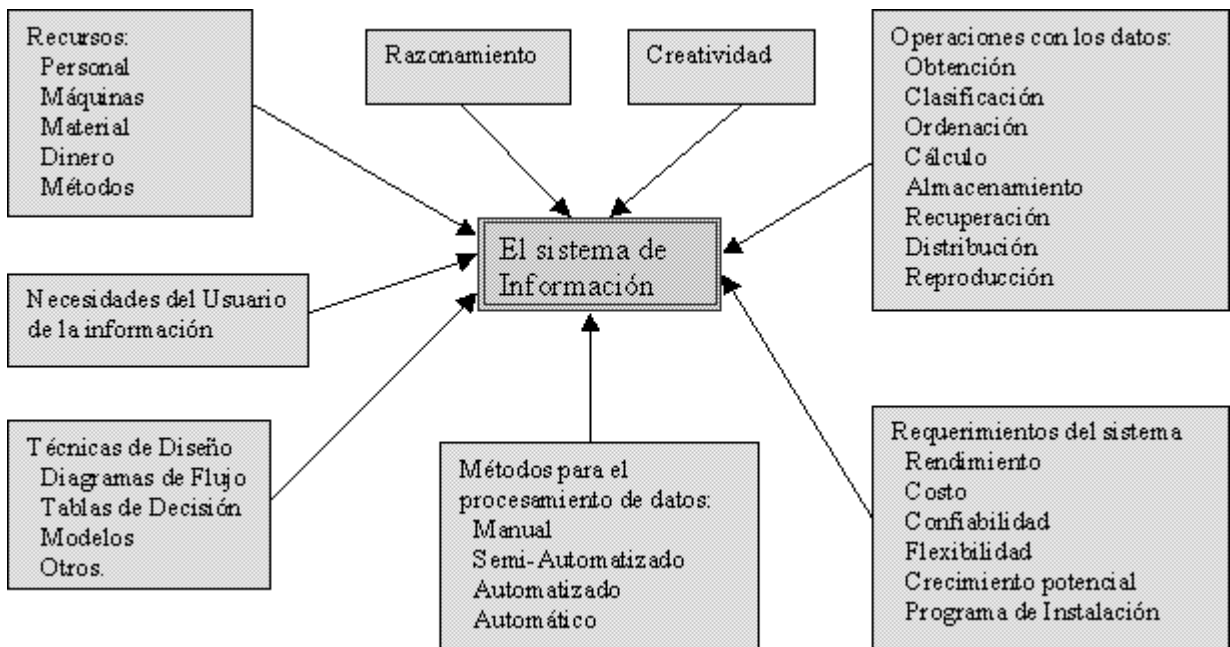 Recursos:
Personal
Máquinas
Material
Dinero
Métodos
Razonamiento
Creatividad
Operaciones con los datos:
Obtención
Clasificación
Ordenación
Cálculo
Almacenamiento
Recuperación
Distribución
Reproducción
El sistema de
Información
Necesidades del Usuario
de la información
Técnicas de Diseño
Diagramas de Flujo
Tablas de Decisión
Modelos
Otros.
Métodos para el
procesamiento de datos:
Manual
Semi-Automatizado
Automatizado
Automático
Requerimientos del sistema
Rendimiento
Costo
Confiabilidad
Flexibilidad
Crecimiento potencial
Programa de Instalación